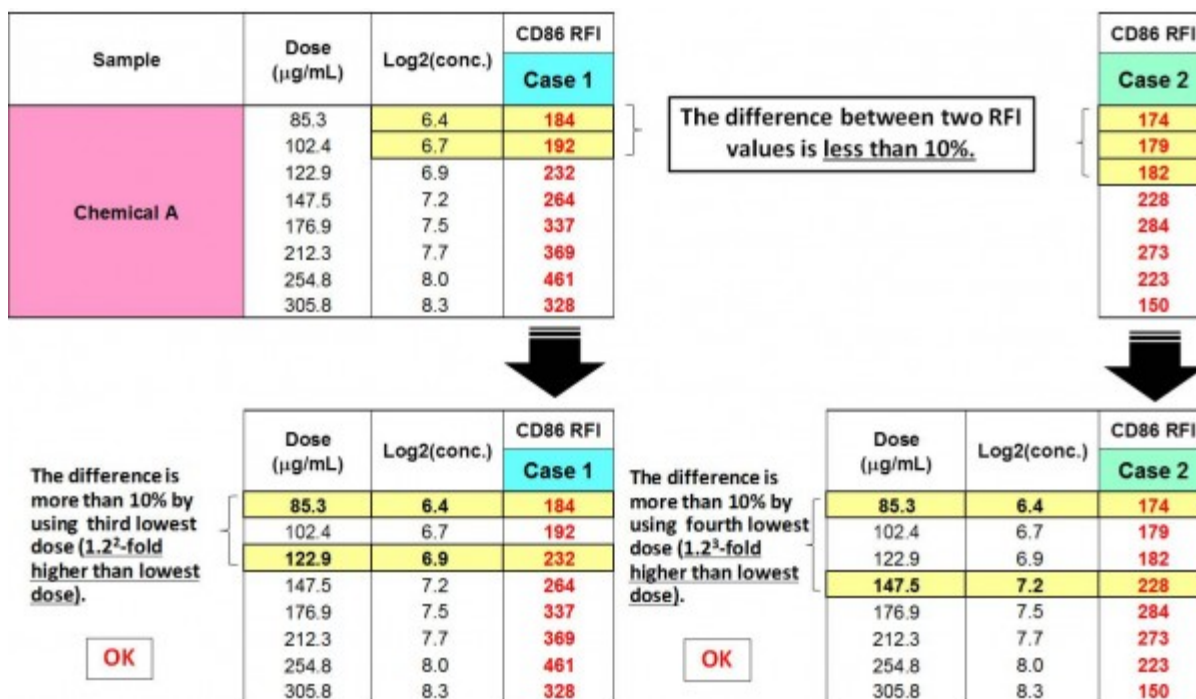 Sample Dose (μg/mL) Log2(conc.) CD86 RFI Case 1
Chemical A
85.3 6.4 184
102.4 6.7 192
122.9 6.9 232
147.5 7.2 264
176.9 7.5 337
212.3 7.7 369
254.8 8.0 461
305.8 8.3 328
The difference between two RFI
values is less than 10%.
CD86 RFI
Case 2
174
179
182
228
284
273
223
150
The difference is
more than 10% by
using third lowest
dose (1.2²-fold
higher than lowest
dose).
OK
Dose (μg/mL) Log2(conc.) CD86 RFI Case 1
85.3 6.4 184
102.4 6.7 192
122.9 6.9 232
147.5 7.2 264
176.9 7.5 337
212.3 7.7 369
254.8 8.0 461
305.8 8.3 328
The difference is
more than 10% by
using fourth lowest
dose (1.2³-fold
higher than lowest
dose).
OK
Dose (μg/mL) Log2(conc.) CD86 RFI Case 2
85.3 6.4 174
102.4 6.7 179
122.9 6.9 182
147.5 7.2 228
176.9 7.5 284
212.3 7.7 273
254.8 8.0 223
305.8 8.3 150